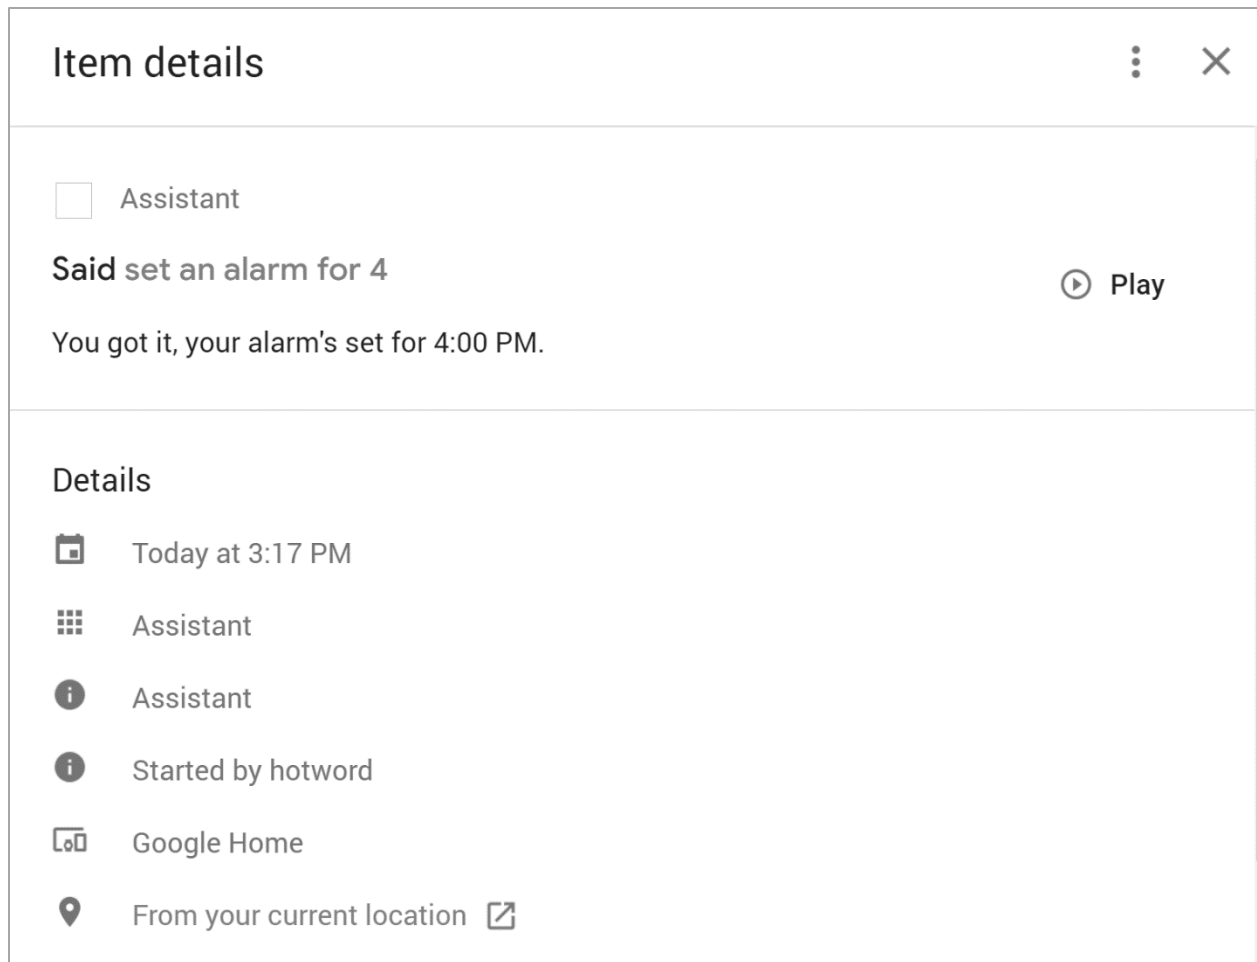 Item details
Assistant
Said set an alarm for 4
Play
You got it, your alarm's set for 4:00 PM.
Details
Today at 3:17 PM
Assistant
Assistant
Started by hotword
Google Home
From your current location